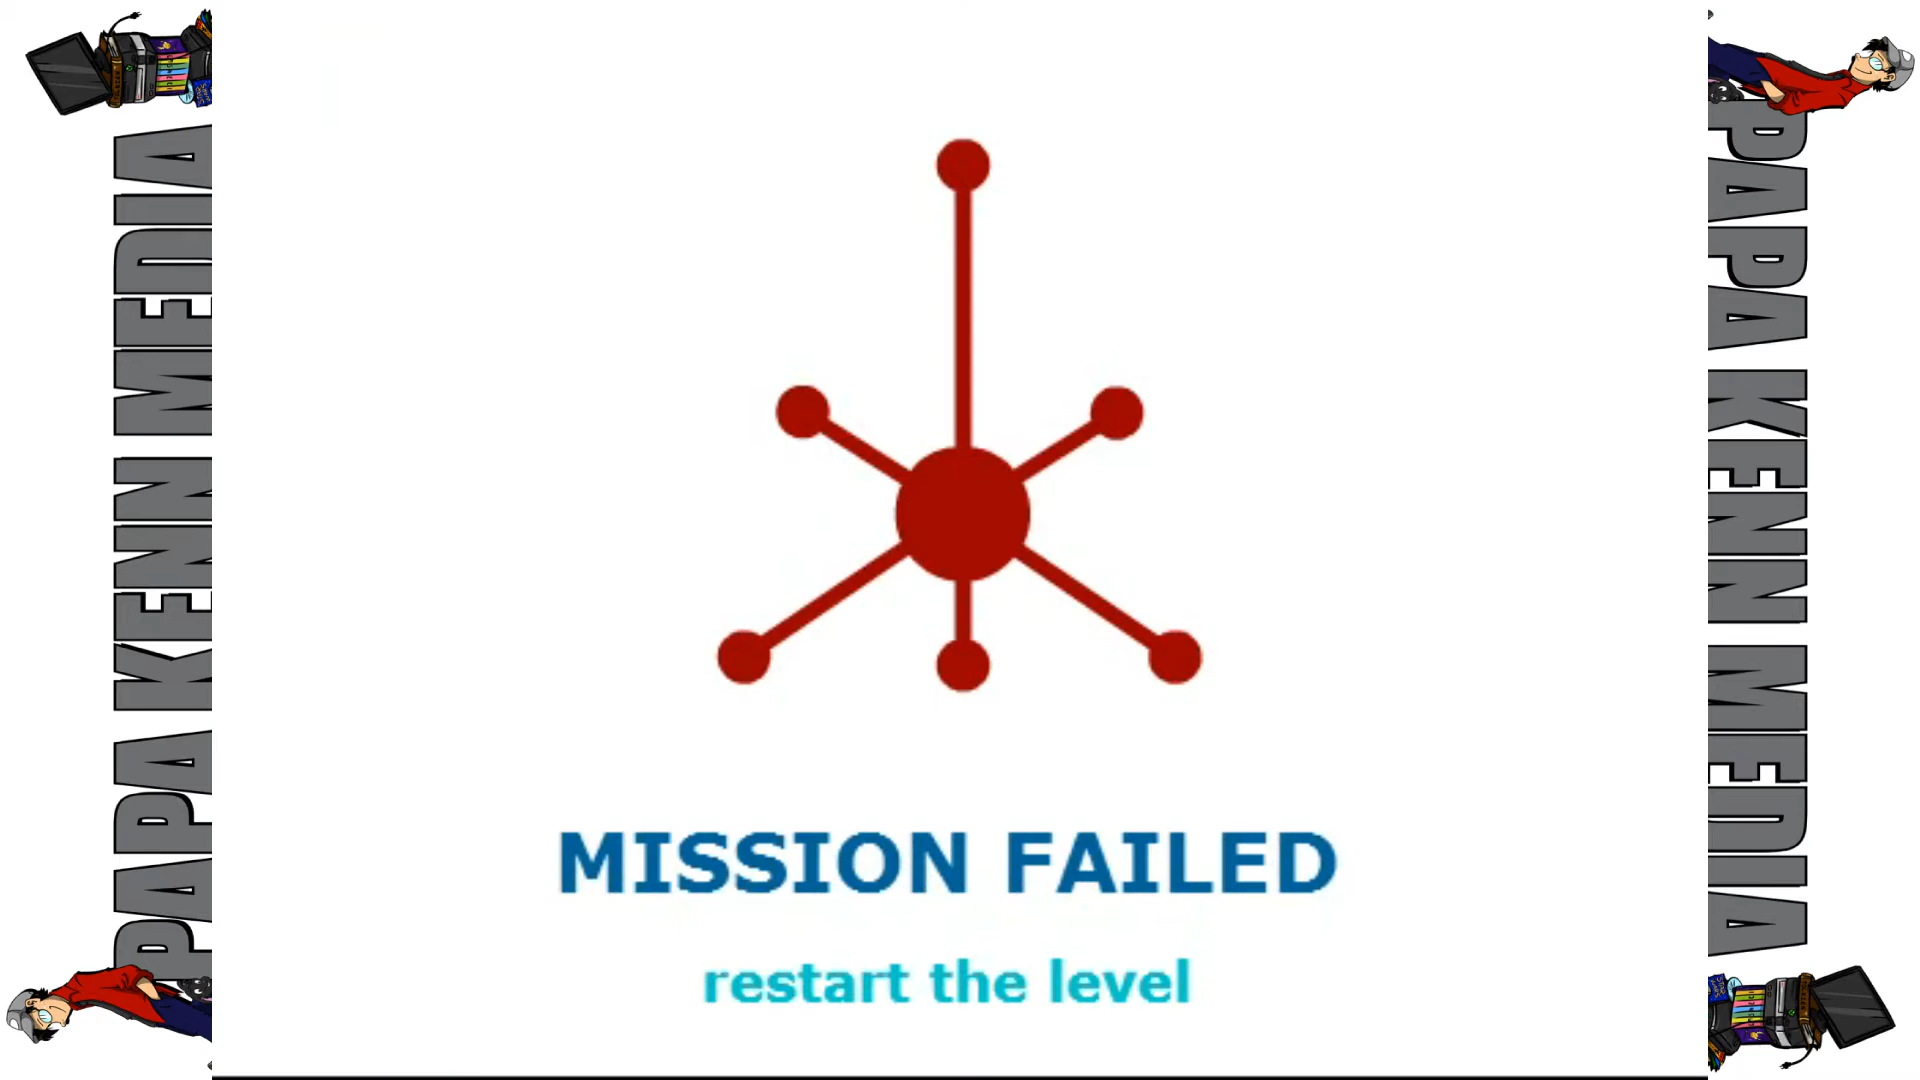 PAPA KENN MEDIA
MISSION FAILED
restart the level
PAPA KENN MEDIA